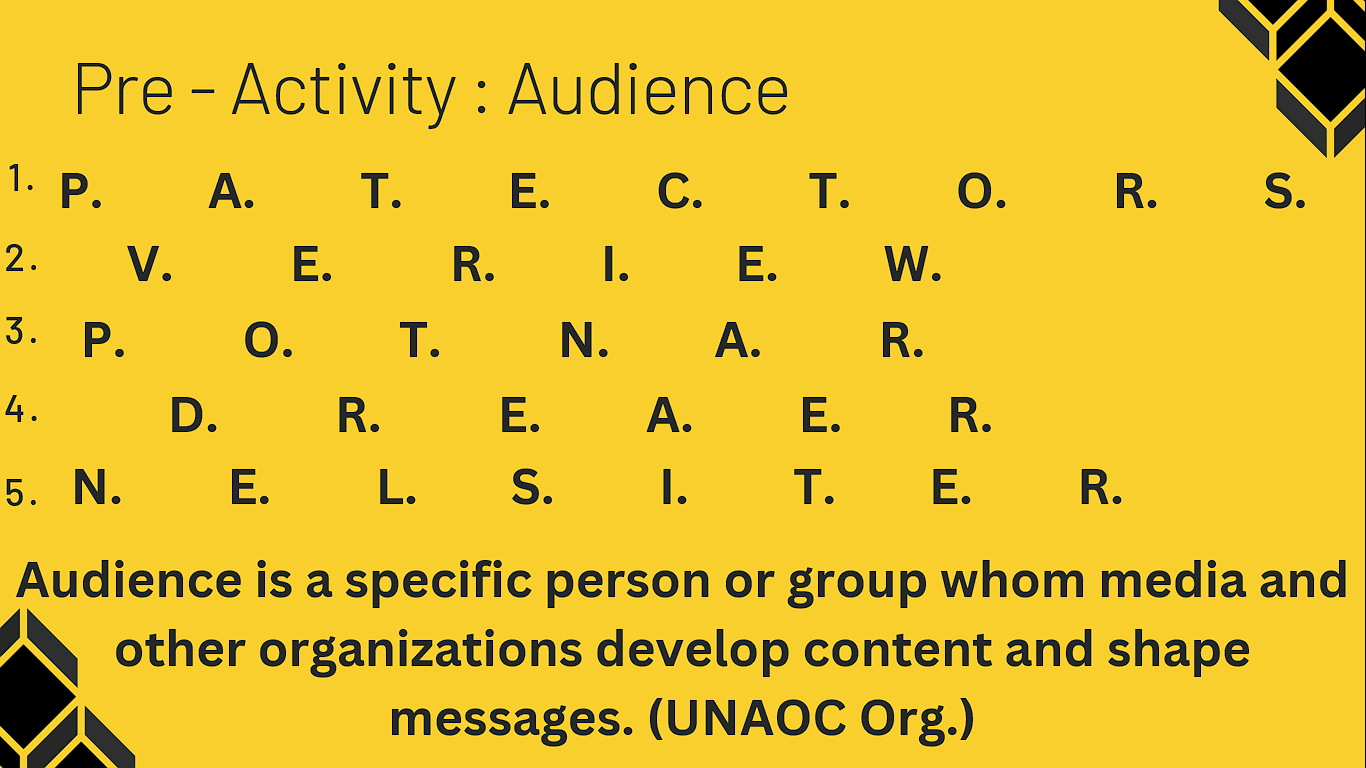 Pre - Activity : Audience
1. P. A. T. E. C. T. O. R. S.
2. V. E. R. I. E. W.
3. P. O. T. N. A. R.
4. D. R. E. A. E. R.
5. N. E. L. S. I. T. E. R.
Audience is a specific person or group whom media and
other organizations develop content and shape
messages. (UNAOC Org.)